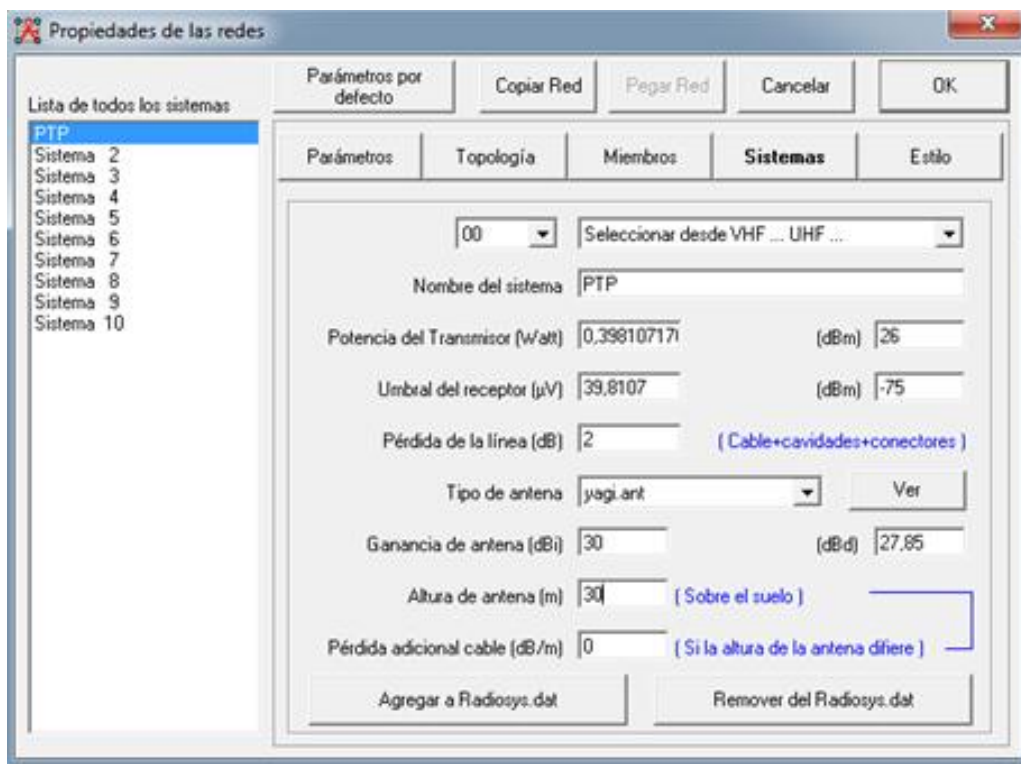 Propiedades de las redes
Parámetros por defecto
Copiar Red
Pegar Red
Cancelar
OK
Lista de todos los sistemas
PTP
Sistema 2
Sistema 3
Sistema 4
Sistema 5
Sistema 6
Sistema 7
Sistema 8
Sistema 9
Sistema 10
Parámetros
Topología
Miembros
Sistemas
Estilo
00
Seleccionar desde VHF ... UHF ...
Nombre del sistema PTP
Potencia del Transmisor (Watt) 0,398107170 (dBm) 26
Umbral del receptor (µV) 39,8107 (dBm) -75
Pérdida de la línea (dB) 2 ( Cable+cavidades+conectores )
Tipo de antena yagi.ant Ver
Ganancia de antena (dBi) 30 (dBd) 27,85
Altura de antena (m) 30 ( Sobre el suelo )
Pérdida adicional cable (dB/m) 0 ( Si la altura de la antena difiere )
Agregar a Radiosys.dat
Remover del Radiosys.dat